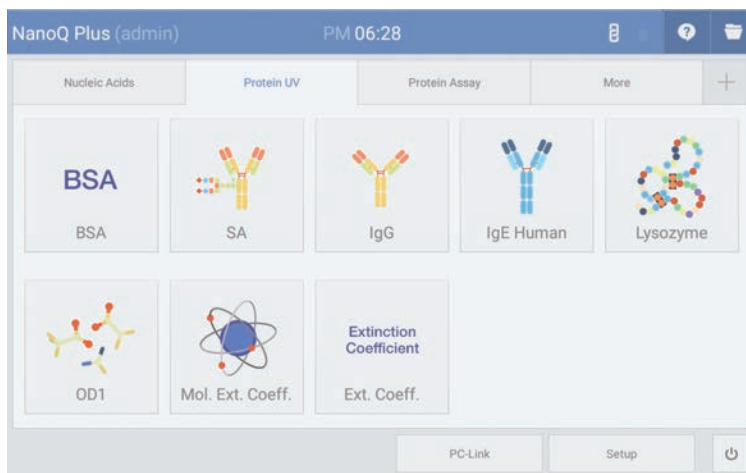 NanoQ Plus (admin)
PM 06:28
Nucleic Acids
Protein UV
Protein Assay
More
BSA
BSA
SA
IgG
IgE Human
Lysozyme
OD1
Mol. Ext. Coeff.
Extinction
Coefficient
Ext. Coeff.
PC-Link
Setup